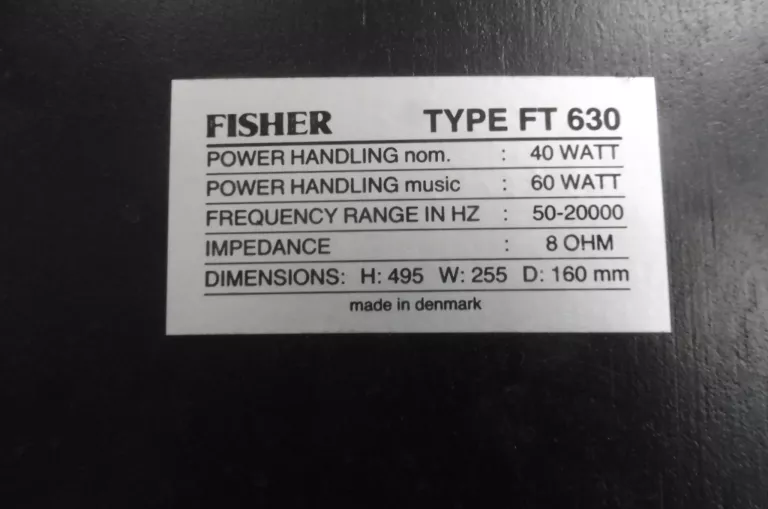 FISHER TYPE FT 630
POWER HANDLING nom. : 40 WATT
POWER HANDLING music : 60 WATT
FREQUENCY RANGE IN HZ : 50-20000
IMPEDANCE : 8 OHM
DIMENSIONS: H: 495 W: 255 D: 160 mm
made in denmark